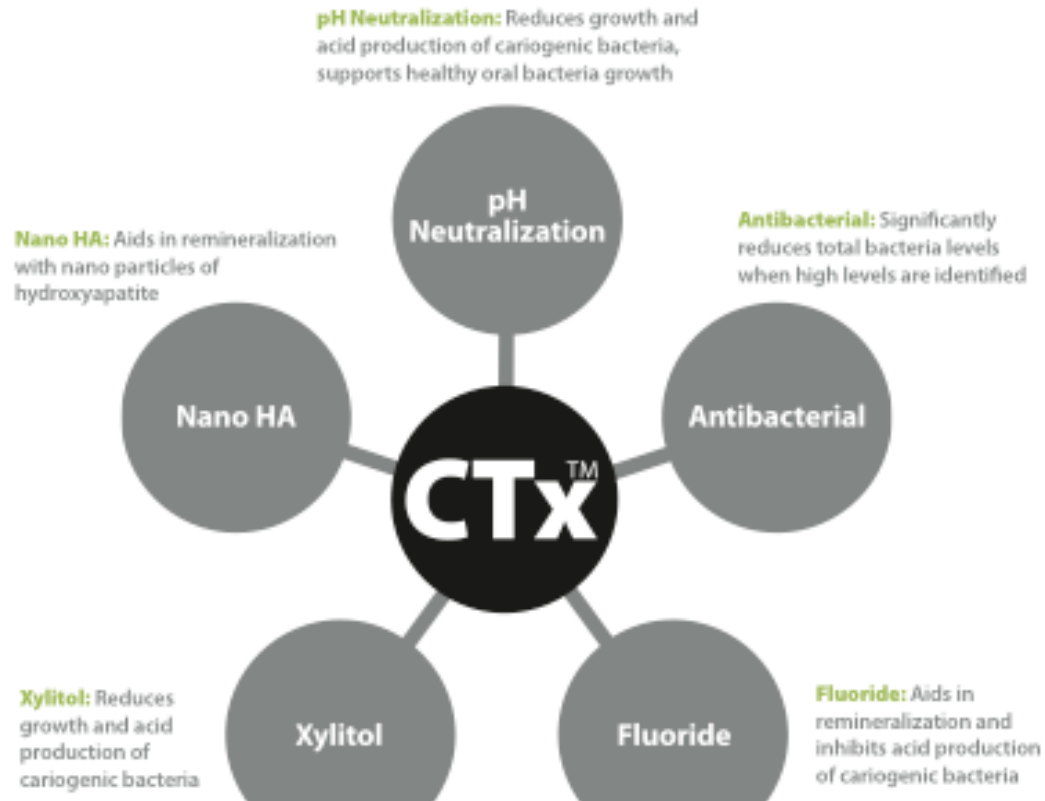 pH Neutralization: Reduces growth and
acid production of cariogenic bacteria,
supports healthy oral bacteria growth
pH
Neutralization
Nano HA: Aids in remineralization
with nano particles of
hydroxyapatite
Antibacterial: Significantly
reduces total bacteria levels
when high levels are identified
Nano HA
Antibacterial
CTx™
Xylitol: Reduces
growth and acid
production of
cariogenic bacteria
Xylitol
Fluoride
Fluoride: Aids in
remineralization and
inhibits acid production
of cariogenic bacteria